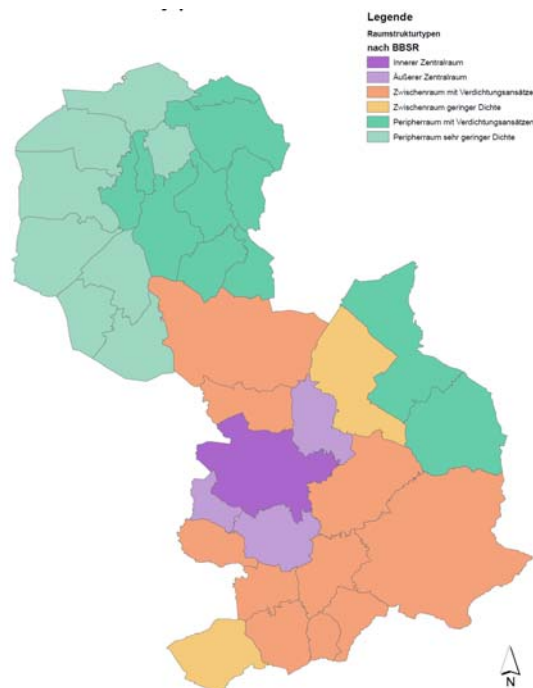 Legende
Raumstrukturtypen
nach BBSR
Innerer Zentralraum
Äußerer Zentralraum
Zwischenraum mit Verdichtungsansätzen
Zwischenraum geringer Dichte
Peripherraum mit Verdichtungsansätzen
Peripherraum sehr geringer Dichte
N